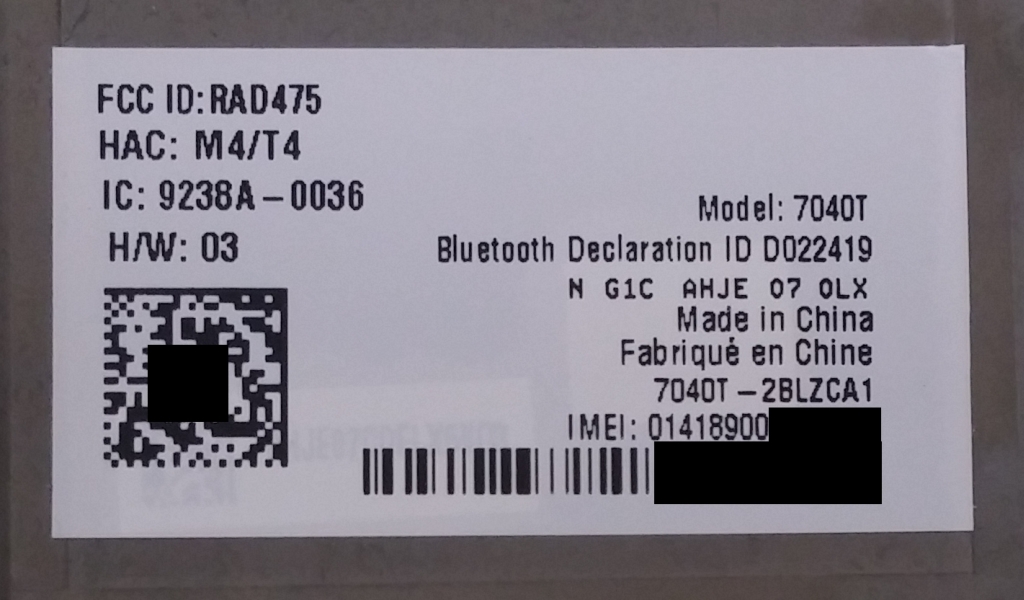 FCC ID:RAD475
HAC: M4/T4
IC: 9238A-0036
H/W: 03
Model: 7040T
Bluetooth Declaration ID D022419
N G1C AHJE 07 0LX
Made in China
Fabriqué en Chine
7040T-2BLZCA1
IMEI: 01418900